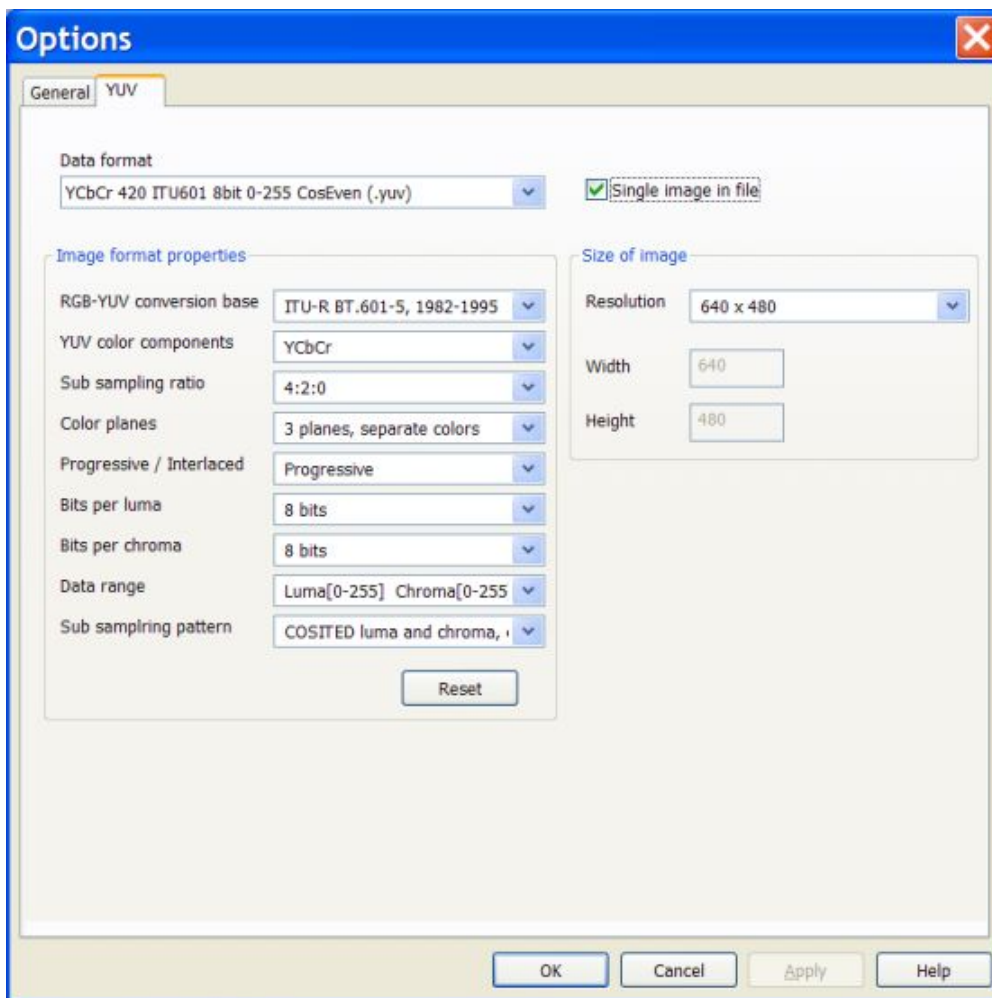 Options
General YUV
Data format
YCbCr 420 ITU601 8bit 0-255 CosEven (.yuv)
Single image in file
Image format properties
RGB-YUV conversion base ITU-R BT.601-5, 1982-1995
YUV color components YCbCr
Sub sampling ratio 4:2:0
Color planes 3 planes, separate colors
Progressive / Interlaced Progressive
Bits per luma 8 bits
Bits per chroma 8 bits
Data range Luma[0-255] Chroma[0-255
Sub samplring pattern COSITED luma and chroma,
Reset
Size of image
Resolution 640 x 480
Width 640
Height 480
OK Cancel Apply Help